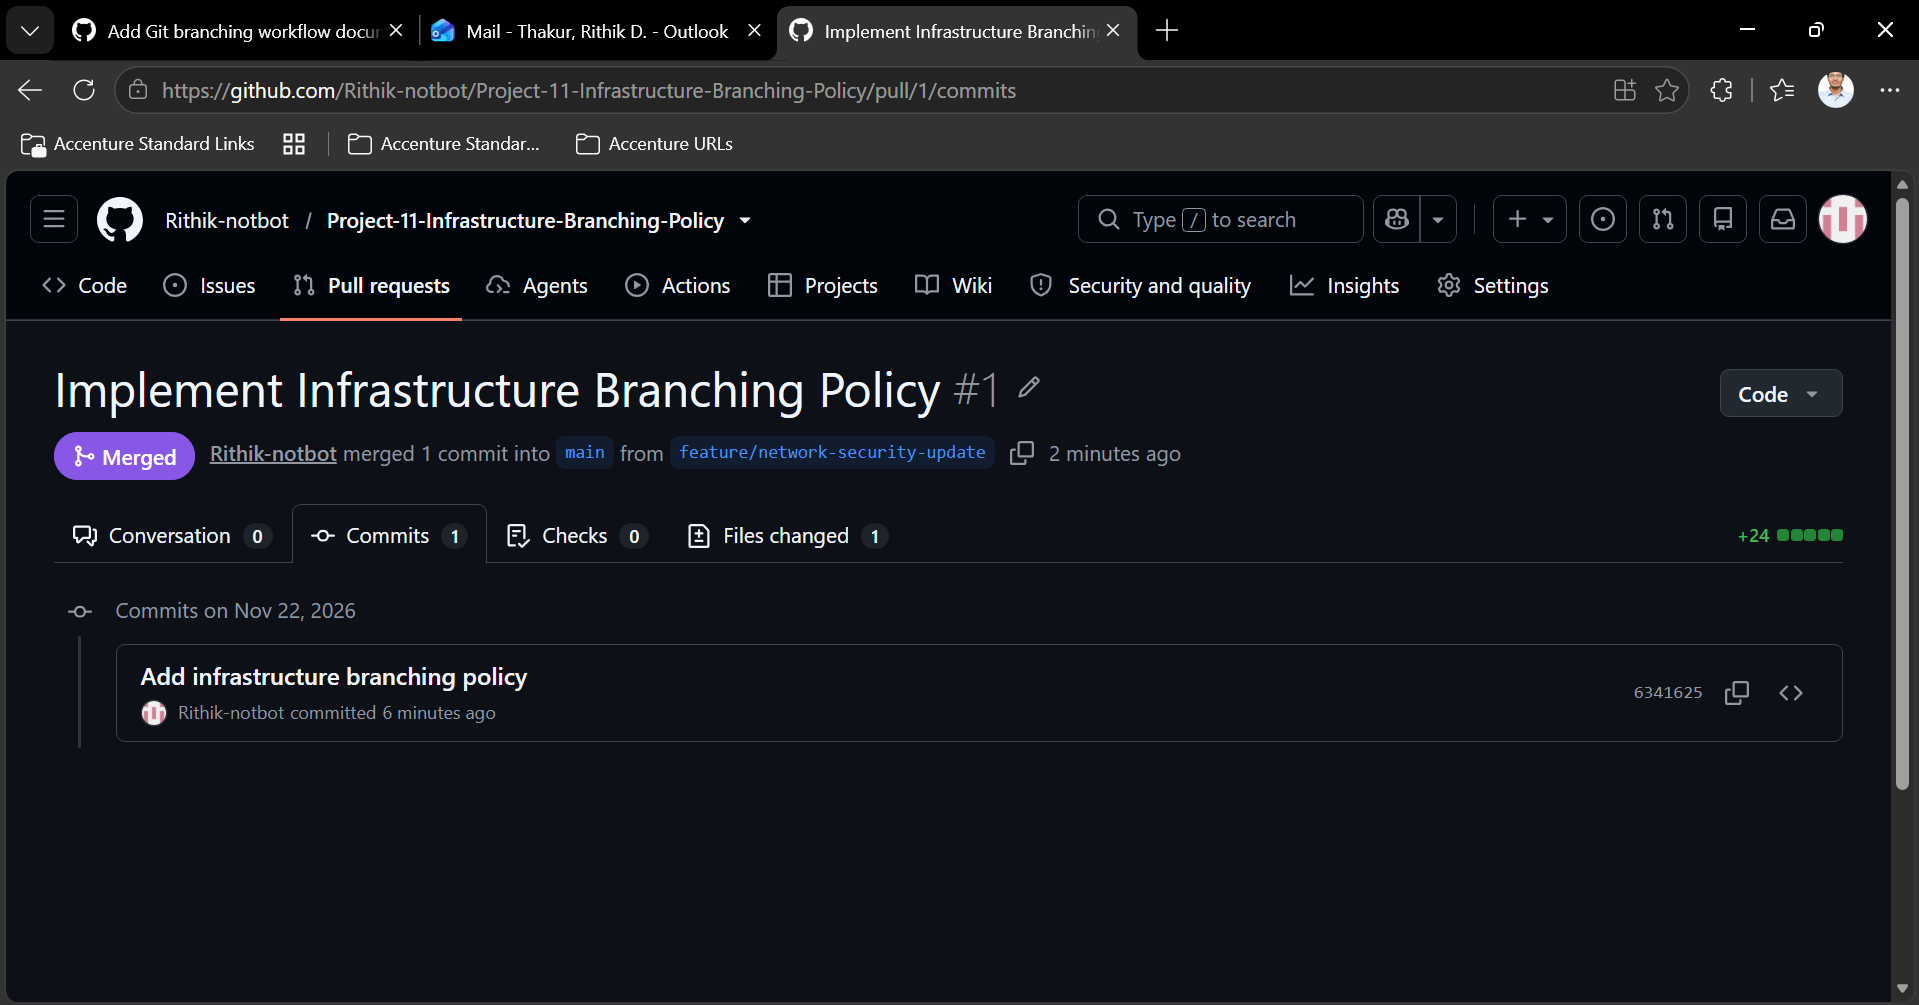 Add Git branching workflow docur
Mail - Thakur, Rithik D. - Outlook
Implement Infrastructure Branchin
https://github.com/Rithik-notbot/Project-11-Infrastructure-Branching-Policy/pull/1/commits
Accenture Standard Links
Accenture Standar...
Accenture URLs
Rithik-notbot / Project-11-Infrastructure-Branching-Policy
Type / to search
Code
Issues
Pull requests
Agents
Actions
Projects
Wiki
Security and quality
Insights
Settings
Implement Infrastructure Branching Policy #1
Code
Merged
Rithik-notbot merged 1 commit into main from feature/network-security-update 2 minutes ago
Conversation 0
Commits 1
Checks 0
Files changed 1
+24
Commits on Nov 22, 2026
Add infrastructure branching policy
Rithik-notbot committed 6 minutes ago
6341625